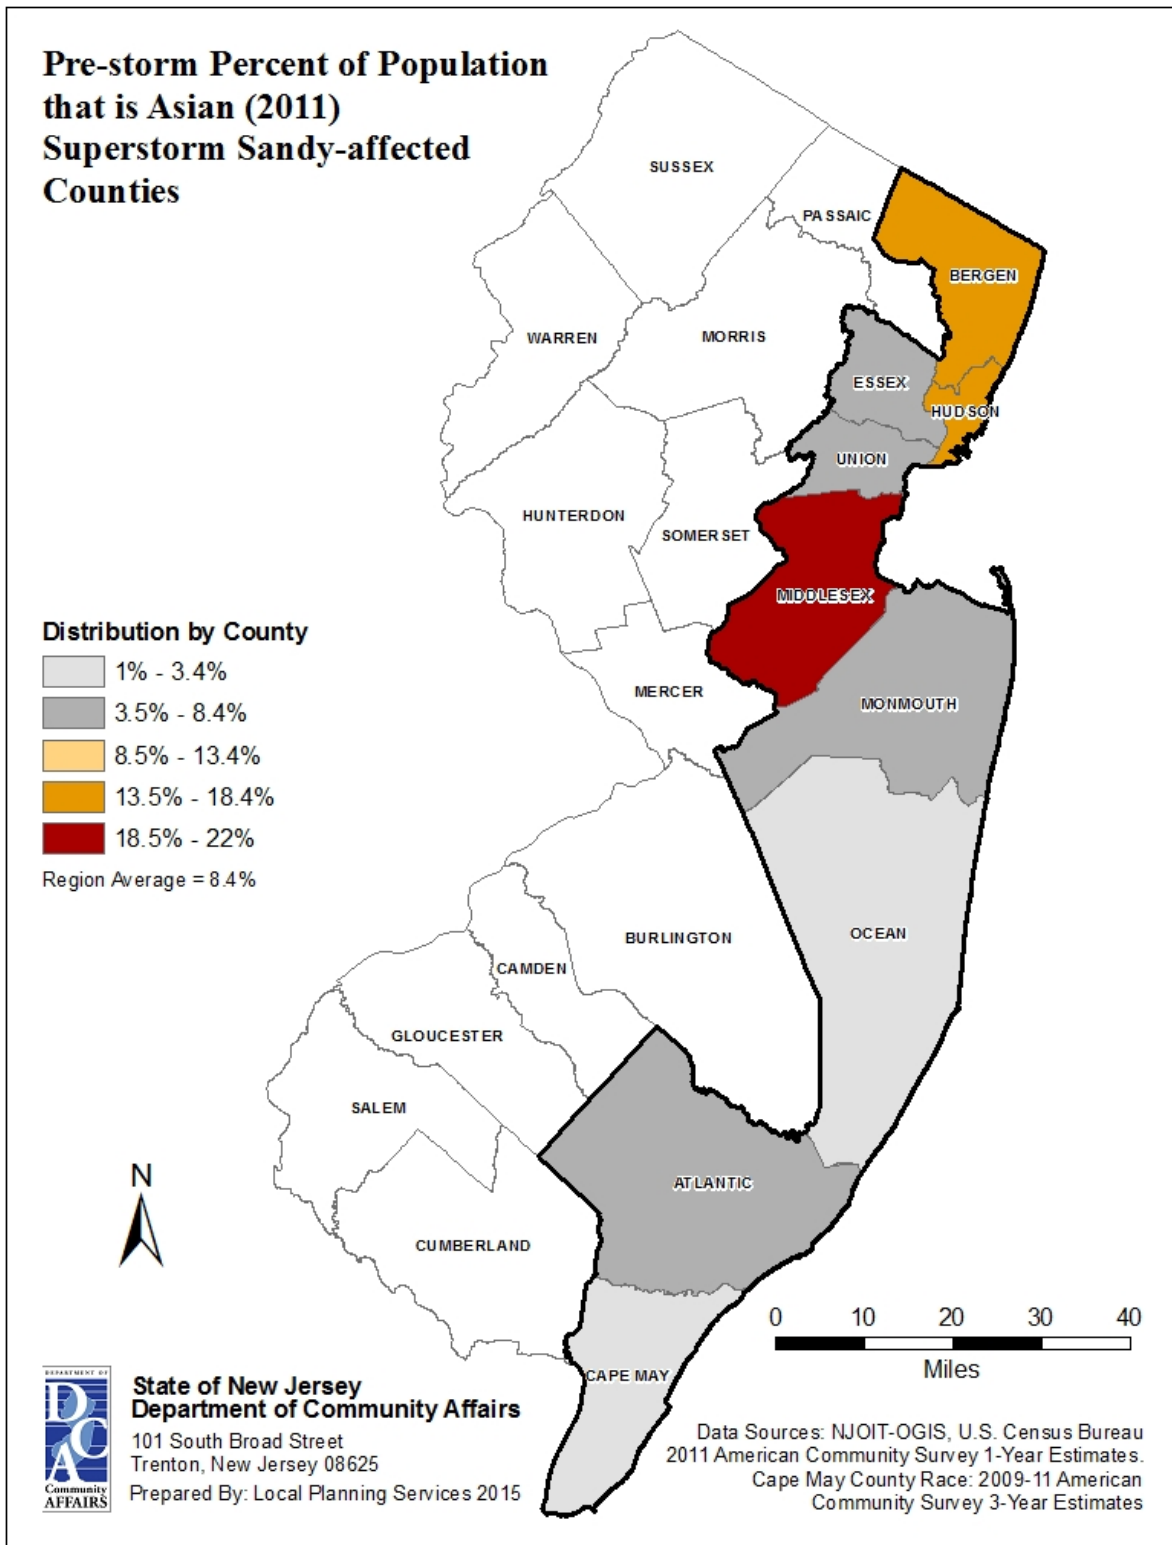 Pre-storm Percent of Population
that is Asian (2011)
Superstorm Sandy-affected
Counties
SUSSEX
PASSAIC
BERGEN
WARREN
MORRIS
ESSEX
HUDSON
UNION
HUNTERDON
SOMERSET
MIDDLESEX
MERCER
MONMOUTH
Distribution by County
1% - 3.4%
3.5% - 8.4%
8.5% - 13.4%
13.5% - 18.4%
18.5% - 22%
Region Average = 8.4%
OCEAN
BURLINGTON
CAMDEN
GLOUCESTER
SALEM
ATLANTIC
CUMBERLAND
CAPE MAY
N
0 10 20 30 40
Miles
DEPARTMENT OF
DCA
Community
AFFAIRS
State of New Jersey
Department of Community Affairs
101 South Broad Street
Trenton, New Jersey 08625
Prepared By: Local Planning Services 2015
Data Sources: NJOIT-OGIS, U.S. Census Bureau
2011 American Community Survey 1-Year Estimates.
Cape May County Race: 2009-11 American
Community Survey 3-Year Estimates